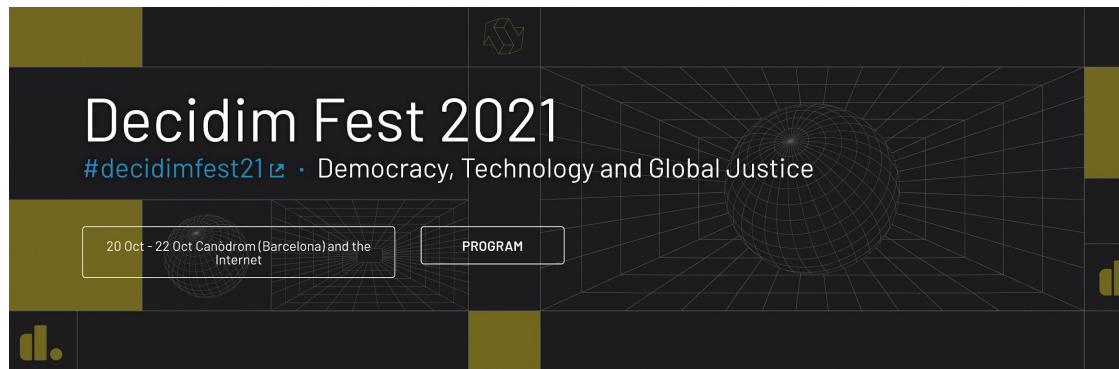 Decidim Fest 2021
#decidimfest21 · Democracy, Technology and Global Justice
20 Oct - 22 Oct Canòdrom (Barcelona) and the
Internet
PROGRAM
d.
d